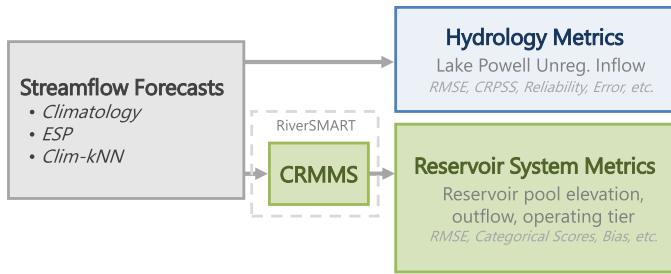 Streamflow Forecasts
• Climatology
• ESP
• Clim-kNN
RiverSMART
CRMMS
Hydrology Metrics
Lake Powell Unreg. Inflow
RMSE, CRPSS, Reliability, Error, etc.
Reservoir System Metrics
Reservoir pool elevation,
outflow, operating tier
RMSE, Categorical Scores, Bias, etc.